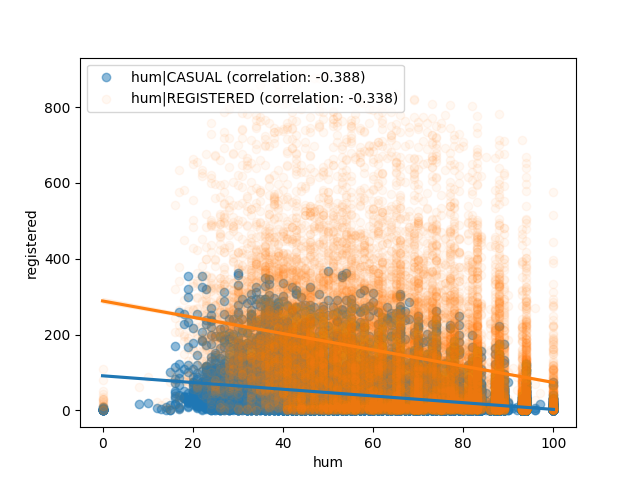 hum|CASUAL (correlation: -0.388)
hum|REGISTERED (correlation: -0.338)
800
600
400
200
0
registered
0 20 40 60 80 100
hum